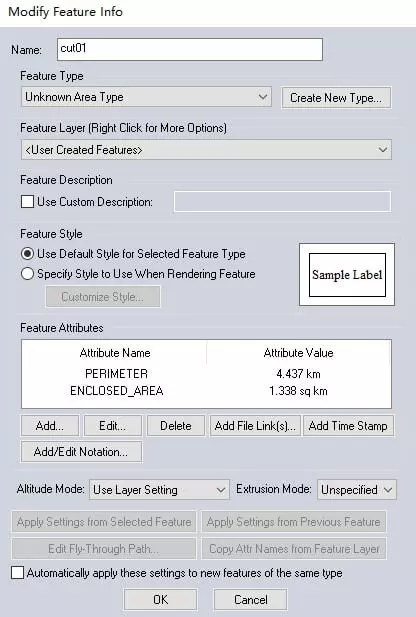 Modify Feature Info
Name: cut01
Feature Type
Unknown Area Type Create New Type...
Feature Layer (Right Click for More Options)
<User Created Features>
Feature Description
Use Custom Description:
Feature Style
Use Default Style for Selected Feature Type
Specify Style to Use When Rendering Feature
Sample Label
Customize Style...
Feature Attributes
Attribute Name Attribute Value
PERIMETER 4.437 km
ENCLOSED_AREA 1.338 sq km
Add... Edit... Delete Add File Link(s)... Add Time Stamp
Add/Edit Notation...
Altitude Mode: Use Layer Setting Extrusion Mode: Unspecified
Apply Settings from Selected Feature Apply Settings from Previous Feature
Edit Fly-Through Path... Copy Attr Names from Feature Layer
Automatically apply these settings to new features of the same type
OK Cancel